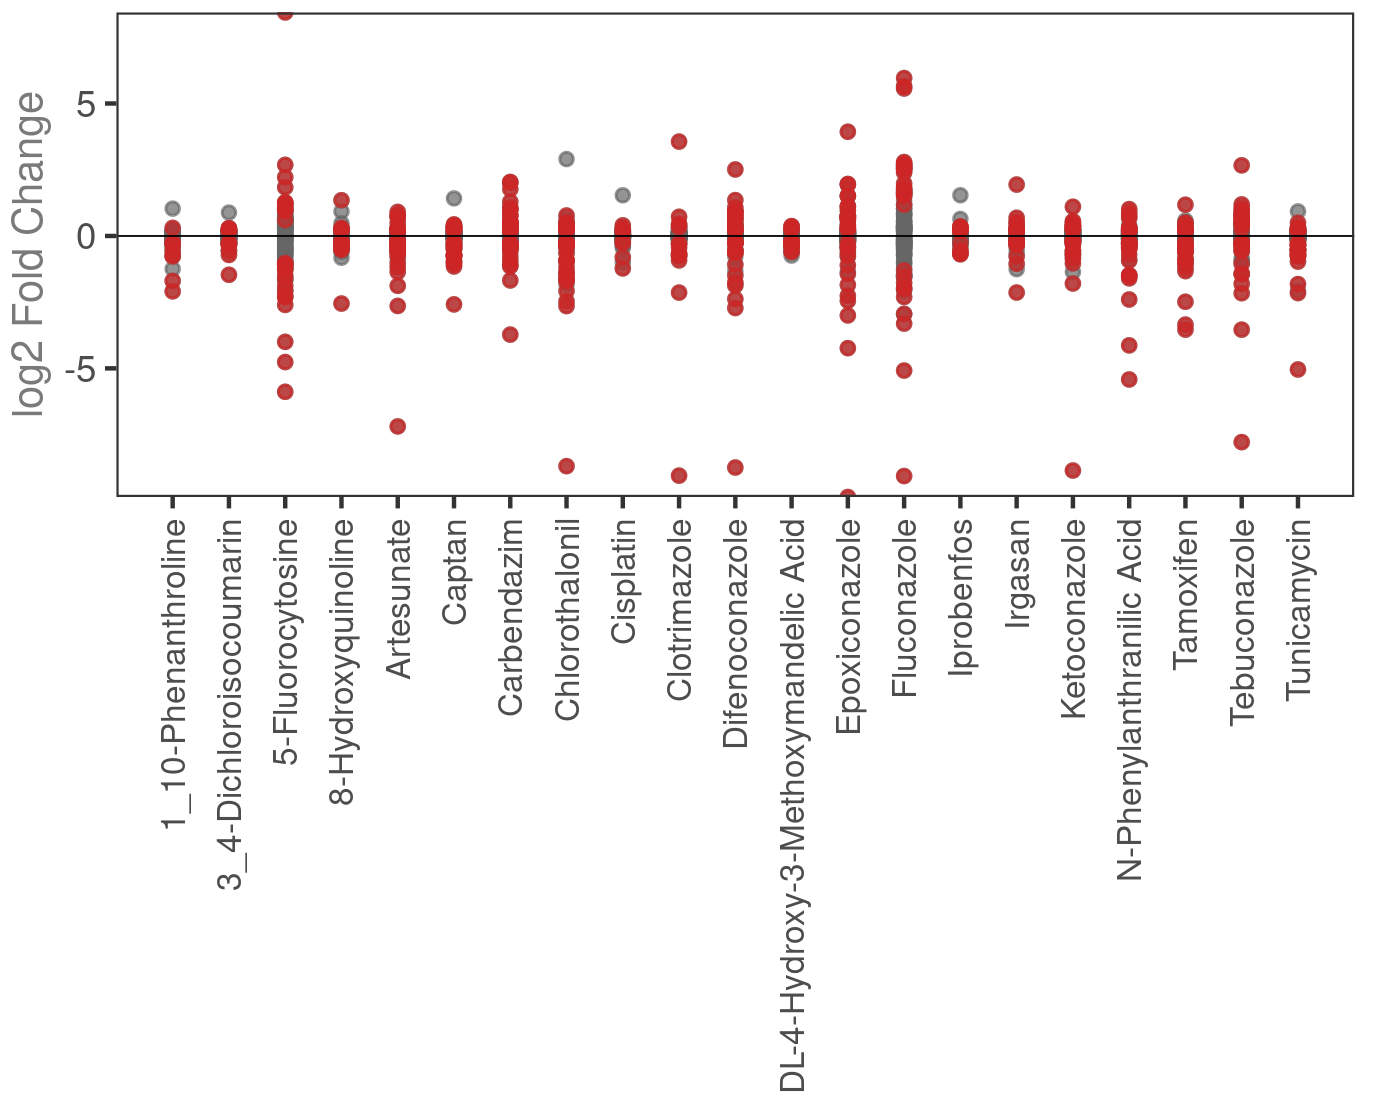 log2 Fold Change
5
0
-5
1_10-Phenanthroline
3_4-Dichloroisocoumarin
5-Fluorocytosine
8-Hydroxyquinoline
Artesunate
Captan
Carbendazim
Chlorothalonil
Cisplatin
Clotrimazole
Difenoconazole
DL-4-Hydroxy-3-Methoxymandelic Acid
Epoxiconazole
Fluconazole
Iprobenfos
Irgasan
Ketoconazole
N-Phenylanthranilic Acid
Tamoxifen
Tebuconazole
Tunicamycin